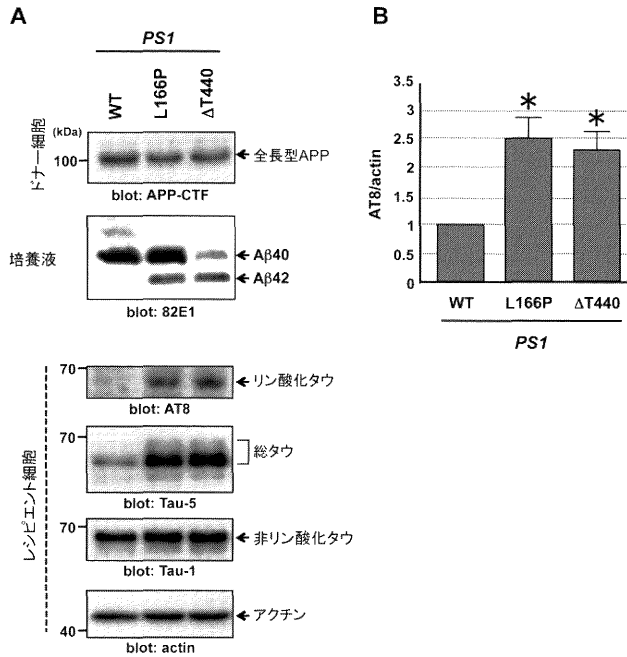 A
PS1
WT L166P ΔT440
ドナー細胞
(kDa)
100
全長型APP
blot: APP-CTF
培養液
Aβ40
Aβ42
blot: 82E1
レシピエント細胞
70
リン酸化タウ
blot: AT8
70
総タウ
blot: Tau-5
70
非リン酸化タウ
blot: Tau-1
アクチン
40
blot: actin
B
AT8/actin
3.5
3
2.5
2
1.5
1
0.5
0
* *
WT L166P ΔT440
PS1